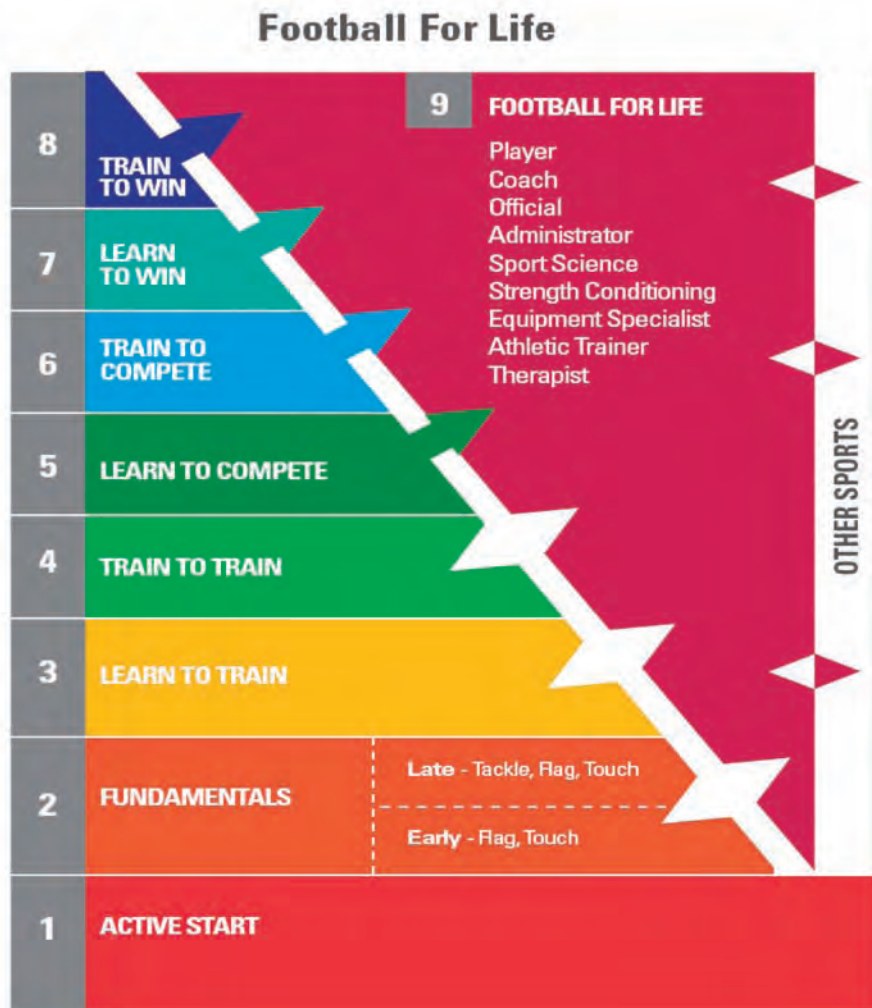 Football For Life
8
TRAIN
TO WIN
7
LEARN
TO WIN
6
TRAIN TO
COMPETE
5
LEARN TO COMPETE
4
TRAIN TO TRAIN
3
LEARN TO TRAIN
2
FUNDAMENTALS
Late - Tackle, Flag, Touch
Early - Flag, Touch
1
ACTIVE START
9
FOOTBALL FOR LIFE
Player
Coach
Official
Administrator
Sport Science
Strength Conditioning
Equipment Specialist
Athletic Trainer
Therapist
OTHER SPORTS